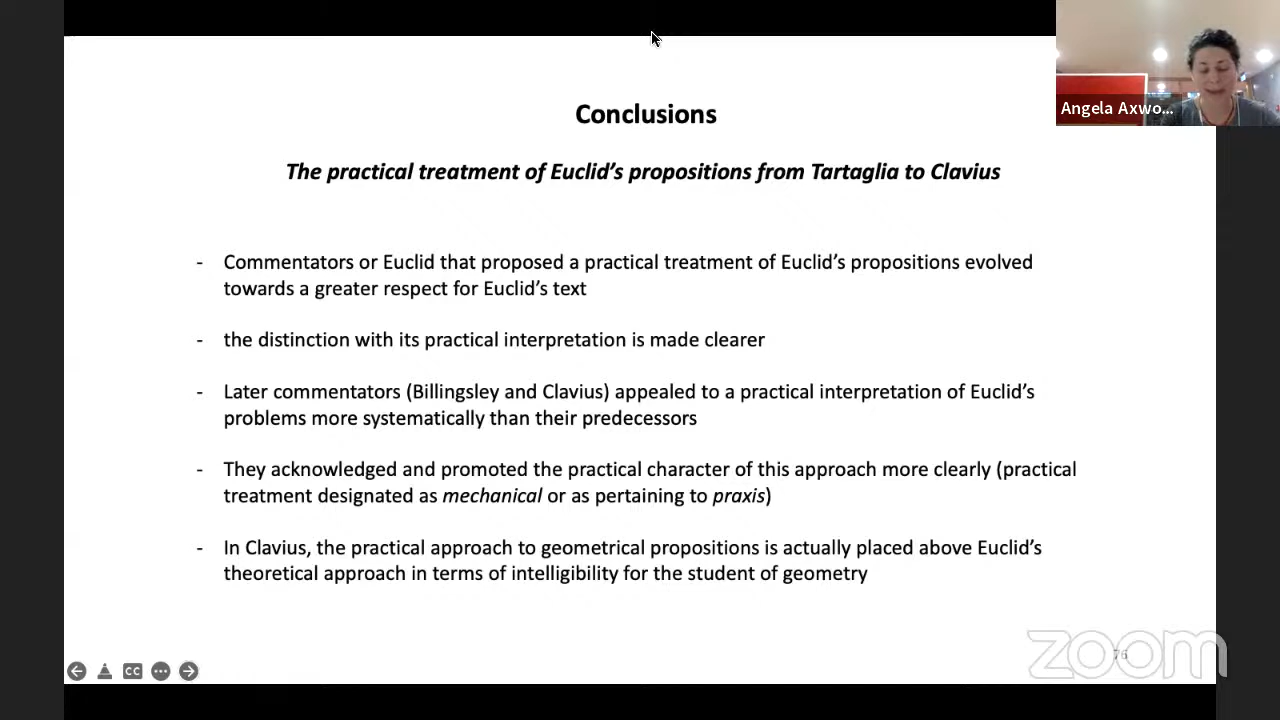 Conclusions
Angela Axwo...
The practical treatment of Euclid's propositions from Tartaglia to Clavius
- Commentators or Euclid that proposed a practical treatment of Euclid's propositions evolved
towards a greater respect for Euclid's text
- the distinction with its practical interpretation is made clearer
- Later commentators (Billingsley and Clavius) appealed to a practical interpretation of Euclid's
problems more systematically than their predecessors
- They acknowledged and promoted the practical character of this approach more clearly (practical
treatment designated as mechanical or as pertaining to praxis)
- In Clavius, the practical approach to geometrical propositions is actually placed above Euclid's
theoretical approach in terms of intelligibility for the student of geometry
76
zoom
CC